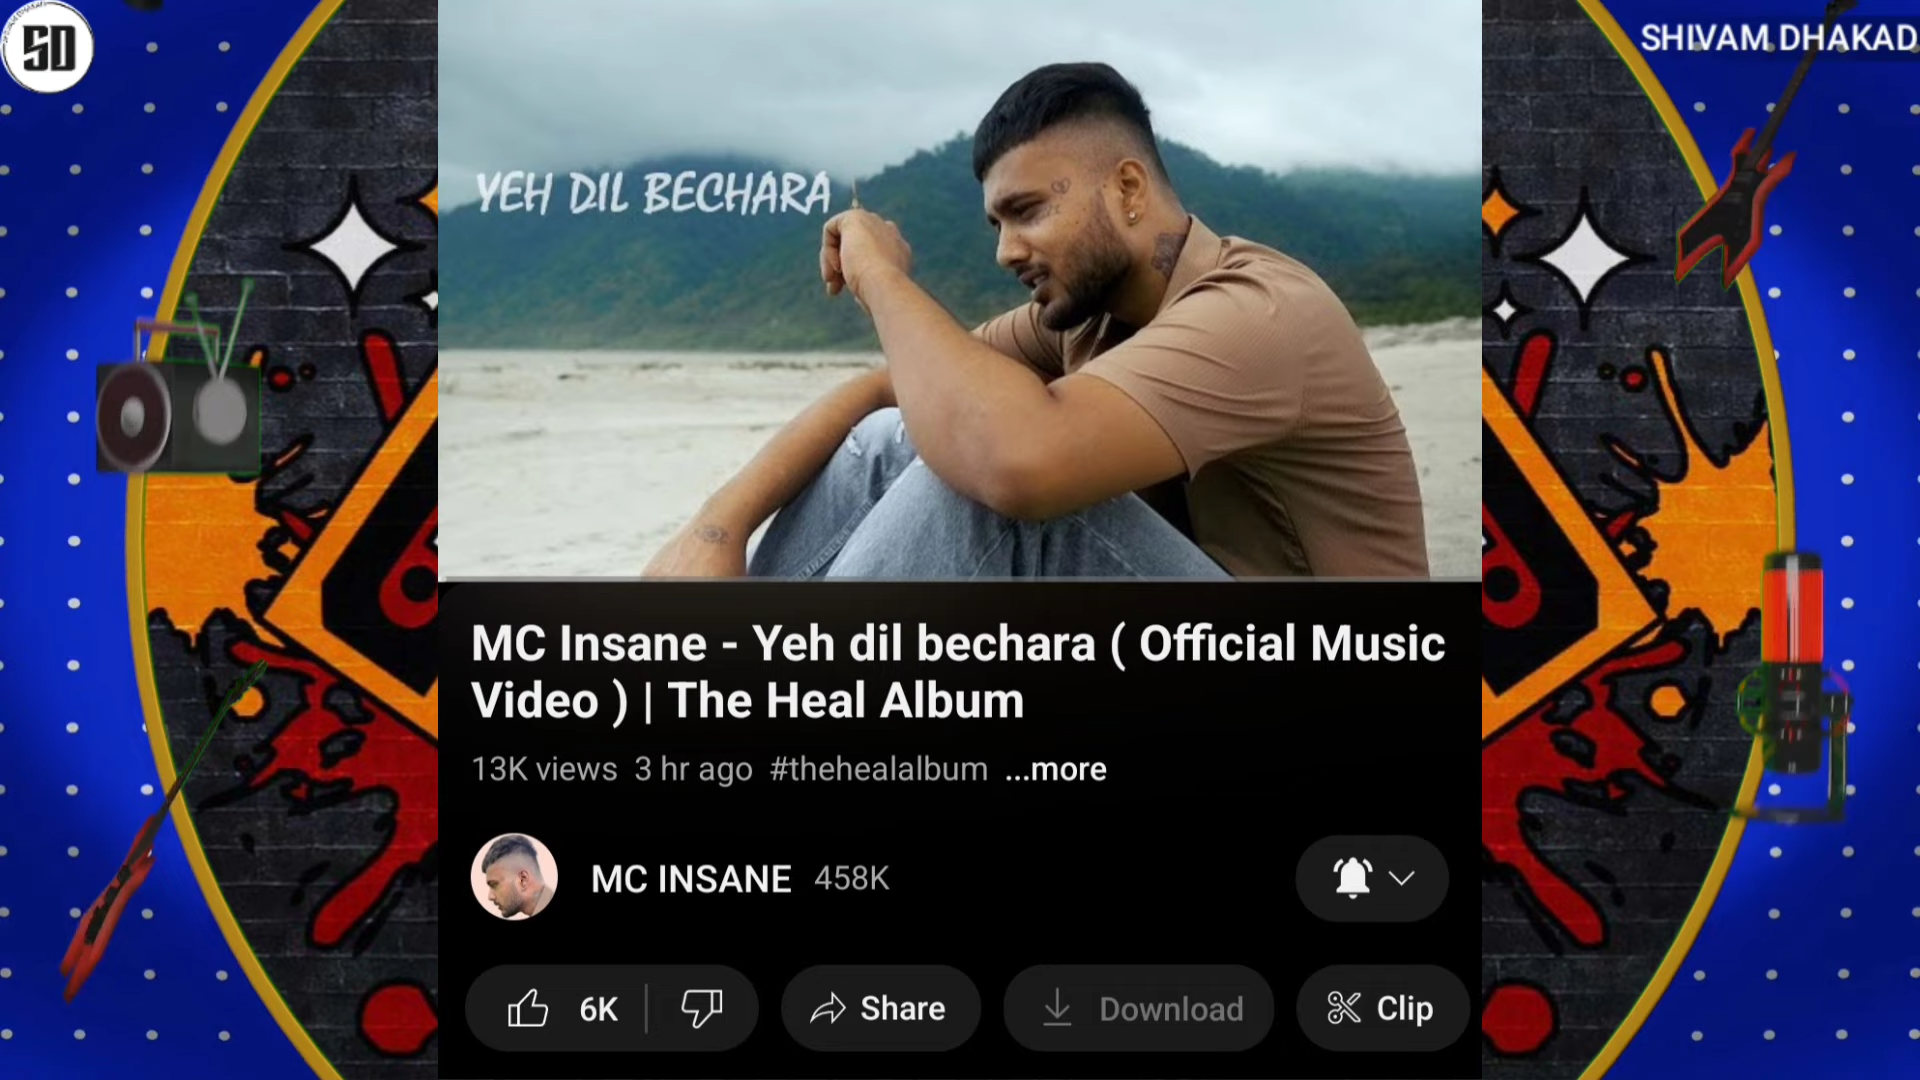 SD
SHIVAM DHAKAD
YEH DIL BECHARA
MC Insane - Yeh dil bechara ( Official Music
Video ) | The Heal Album
13K views 3 hr ago #thehealalbum ...more
MC INSANE 458K
6K Share Download Clip